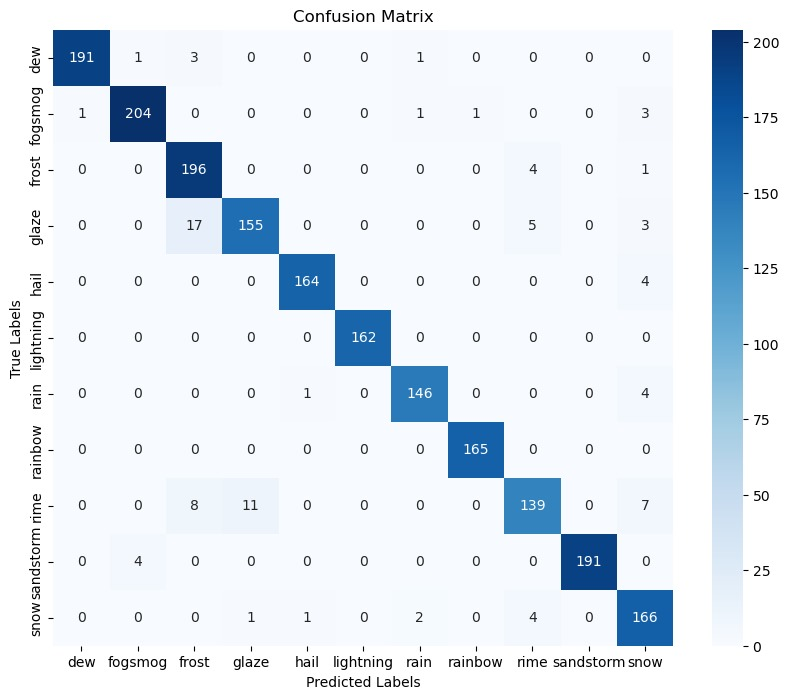 Confusion Matrix
True Labels
dew 191 1 3 0 0 0 1 0 0 0 0
fogsmog 1 204 0 0 0 0 1 1 0 0 3
frost 0 0 196 0 0 0 0 0 4 0 1
glaze 0 0 17 155 0 0 0 0 5 0 3
hail 0 0 0 0 164 0 0 0 0 0 4
lightning 0 0 0 0 0 162 0 0 0 0 0
rain 0 0 0 0 1 0 146 0 0 0 4
rainbow 0 0 0 0 0 0 0 165 0 0 0
rime 0 0 8 11 0 0 0 0 139 0 7
sandstorm 0 4 0 0 0 0 0 0 0 191 0
snow 0 0 0 1 1 0 2 0 4 0 166
dew fogsmog frost glaze hail lightning rain rainbow rime sandstorm snow
Predicted Labels
200
175
150
125
100
75
50
25
0